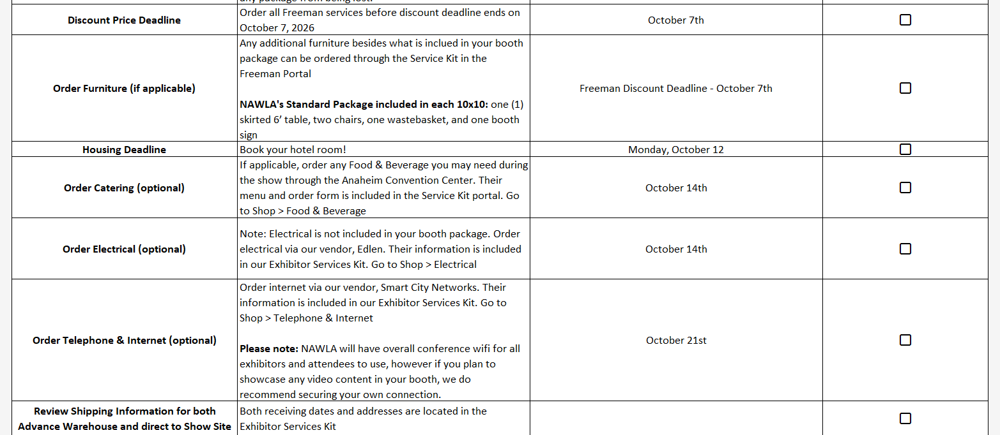 any package from being lost.
Discount Price Deadline
Order all Freeman services before discount deadline ends on
October 7, 2026
October 7th
Order Furniture (if applicable)
Any additional furniture besides what is inclued in your booth
package can be ordered through the Service Kit in the
Freeman Portal
NAWLA's Standard Package included in each 10x10: one (1)
skirted 6’ table, two chairs, one wastebasket, and one booth
sign
Freeman Discount Deadline - October 7th
Housing Deadline
Book your hotel room!
Monday, October 12
Order Catering (optional)
If applicable, order any Food & Beverage you may need during
the show through the Anaheim Convention Center. Their
menu and order form is included in the Service Kit portal. Go
to Shop > Food & Beverage
October 14th
Order Electrical (optional)
Note: Electrical is not included in your booth package. Order
electrical via our vendor, Edlen. Their information is included
in our Exhibitor Services Kit. Go to Shop > Electrical
October 14th
Order Telephone & Internet (optional)
Order internet via our vendor, Smart City Networks. Their
information is included in our Exhibitor Services Kit. Go to
Shop > Telephone & Internet
Please note: NAWLA will have overall conference wifi for all
exhibitors and attendees to use, however if you plan to
showcase any video content in your booth, we do
recommend securing your own connection.
October 21st
Review Shipping Information for both
Advance Warehouse and direct to Show Site
Both receiving dates and addresses are located in the
Exhibitor Services Kit